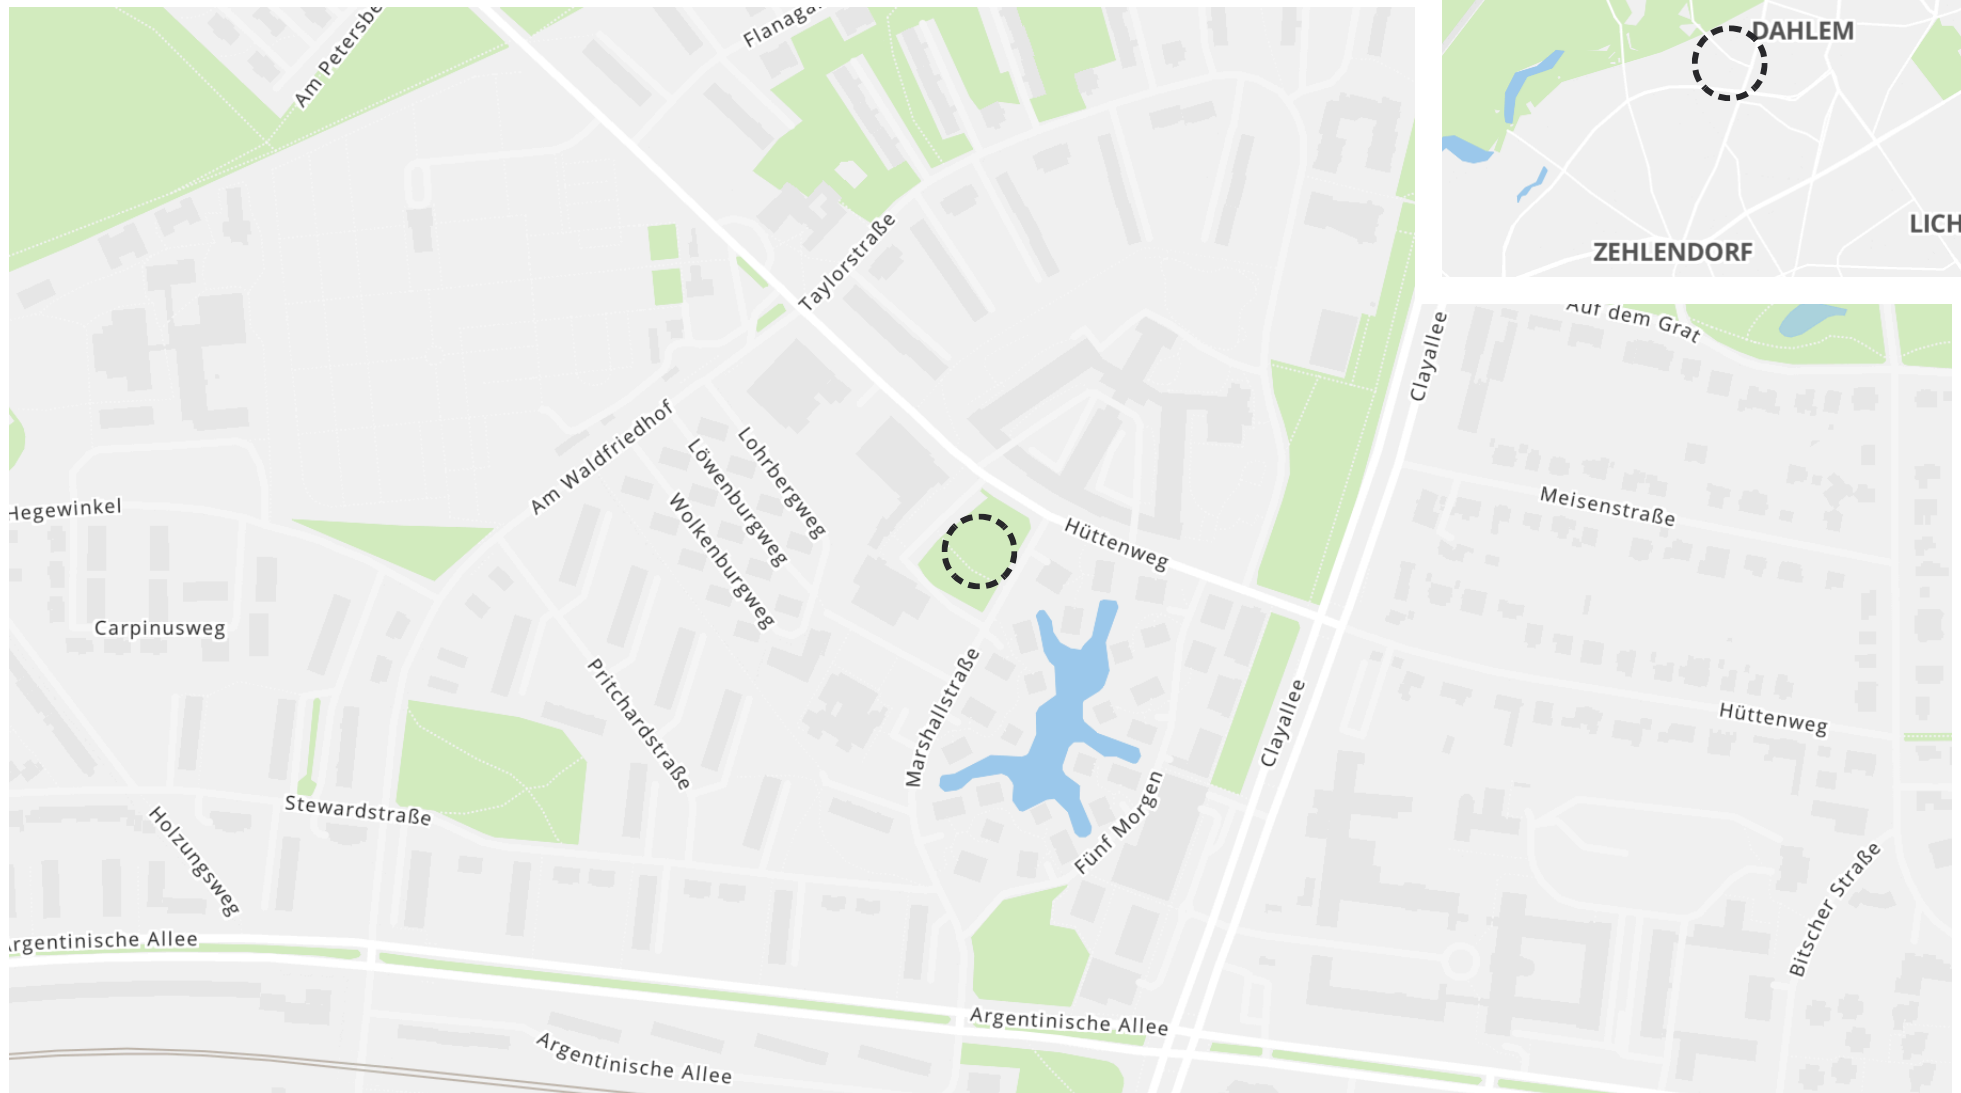 Am Petersbe
Flanaga
DAHLEM
LICH
ZEHLENDORF
Taylorstraße
Auf dem Grat
Clayallee
Am Waldfriedhof
Lohrbergweg
Löwenburgweg
Wolkenburgweg
Hegewinkel
Meisenstraße
Hüttenweg
Carpinusweg
Pritchardstraße
Marshallstraße
Clayallee
Hüttenweg
Stewardstraße
Holzungsweg
Fünf Morgen
Bitscher Straße
Argentinische Allee
Argentinische Allee
Argentinische Allee